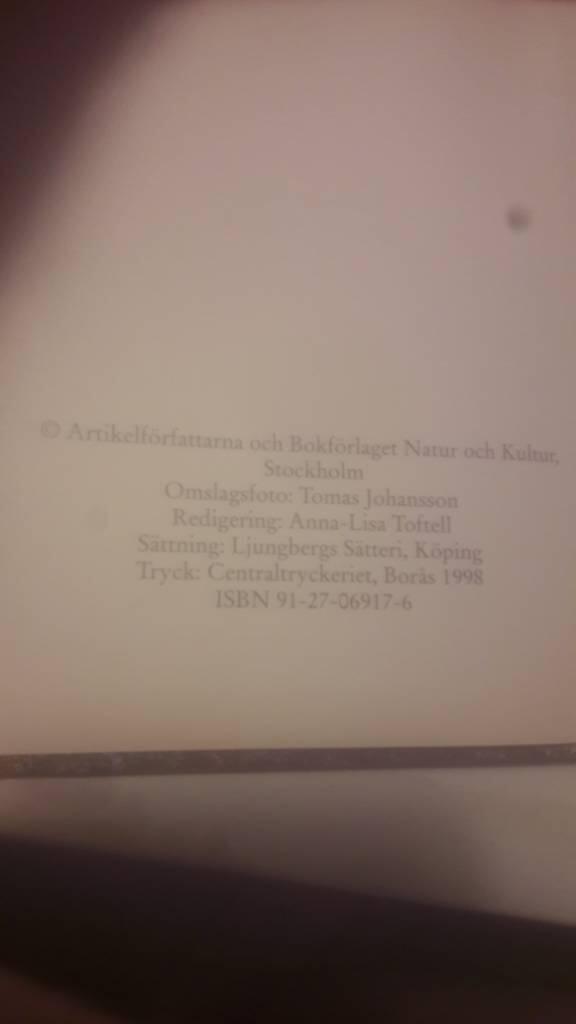 © Artikelförfattarna och Bokförlaget Natur och Kultur,
Stockholm
Omslagsfoto: Tomas Johansson
Redigering: Anna-Lisa Toftell
Sättning: Ljungbergs Sätteri, Köping
Tryck: Centraltryckeriet, Borås 1998
ISBN 91-27-06917-6